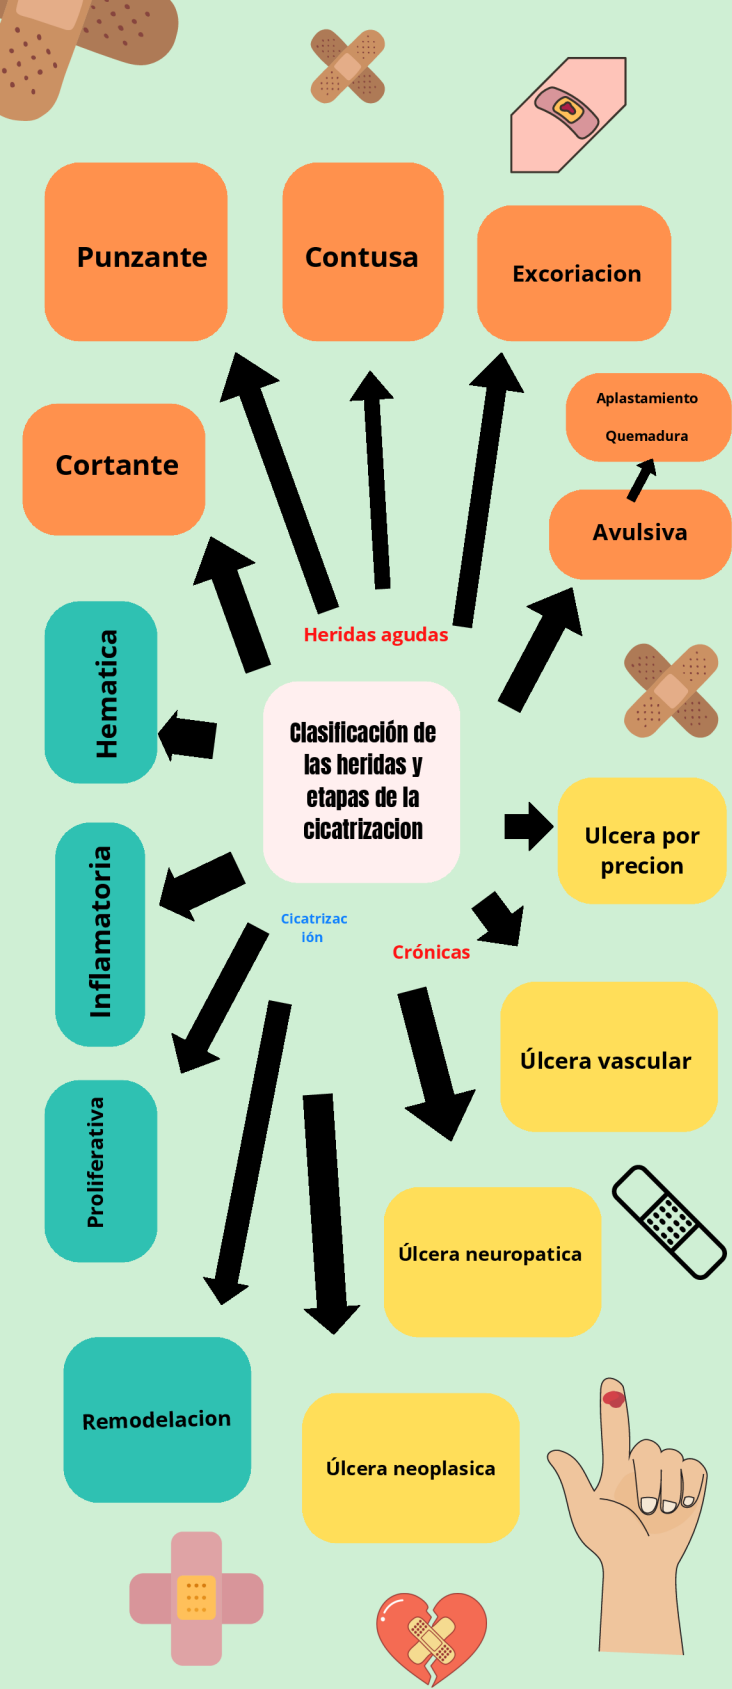 Punzante
Contusa
Excoriacion
Aplastamiento
Quemadura
Cortante
Avulsiva
Heridas agudas
Hematica
Clasificación de
las heridas y
etapas de la
cicatrizacion
Ulcera por
precion
Inflamatoria
Cicatrizac
ión
Crónicas
Úlcera vascular
Proliferativa
Úlcera neuropatica
Remodelacion
Úlcera neoplasica